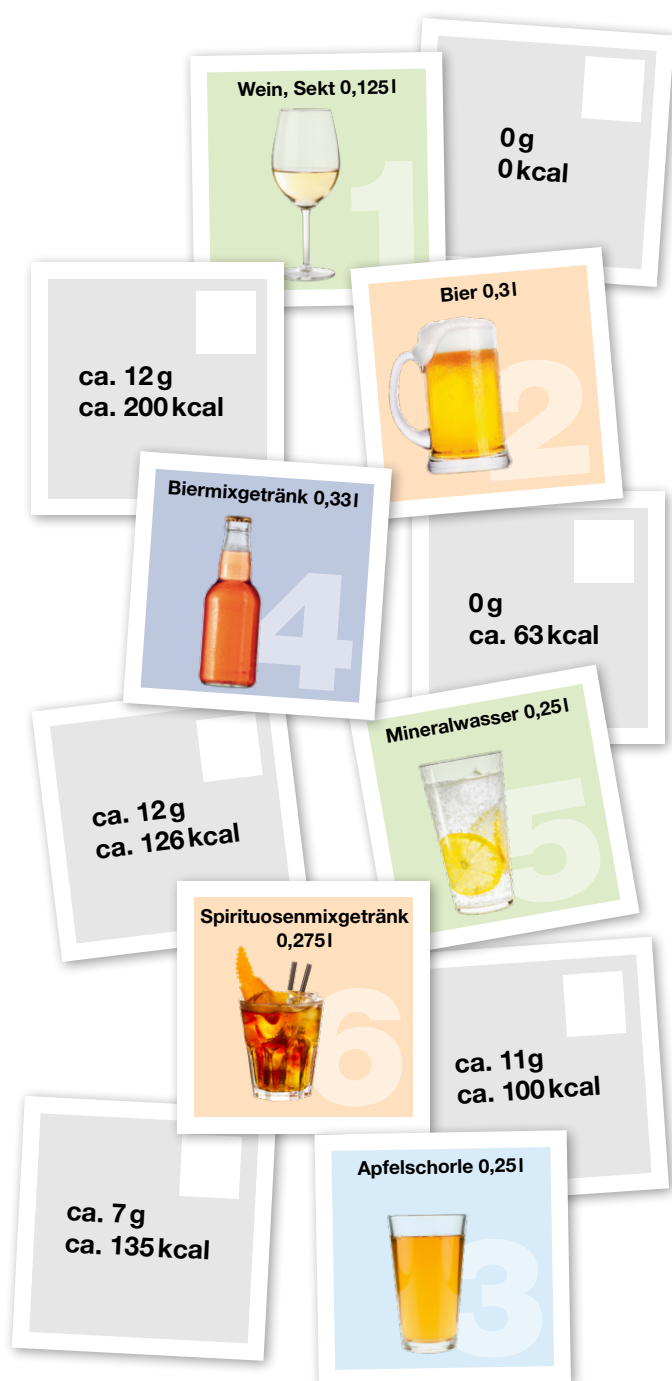 Wein, Sekt 0,125 l
1
0 g
0 kcal
ca. 12 g
ca. 200 kcal
Bier 0,3 l
2
Biermixgetränk 0,33 l
4
0 g
ca. 63 kcal
ca. 12 g
ca. 126 kcal
Mineralwasser 0,25 l
5
Spirituosenmixgetränk
0,275 l
6
ca. 11 g
ca. 100 kcal
ca. 7 g
ca. 135 kcal
Apfelschorle 0,25 l
3